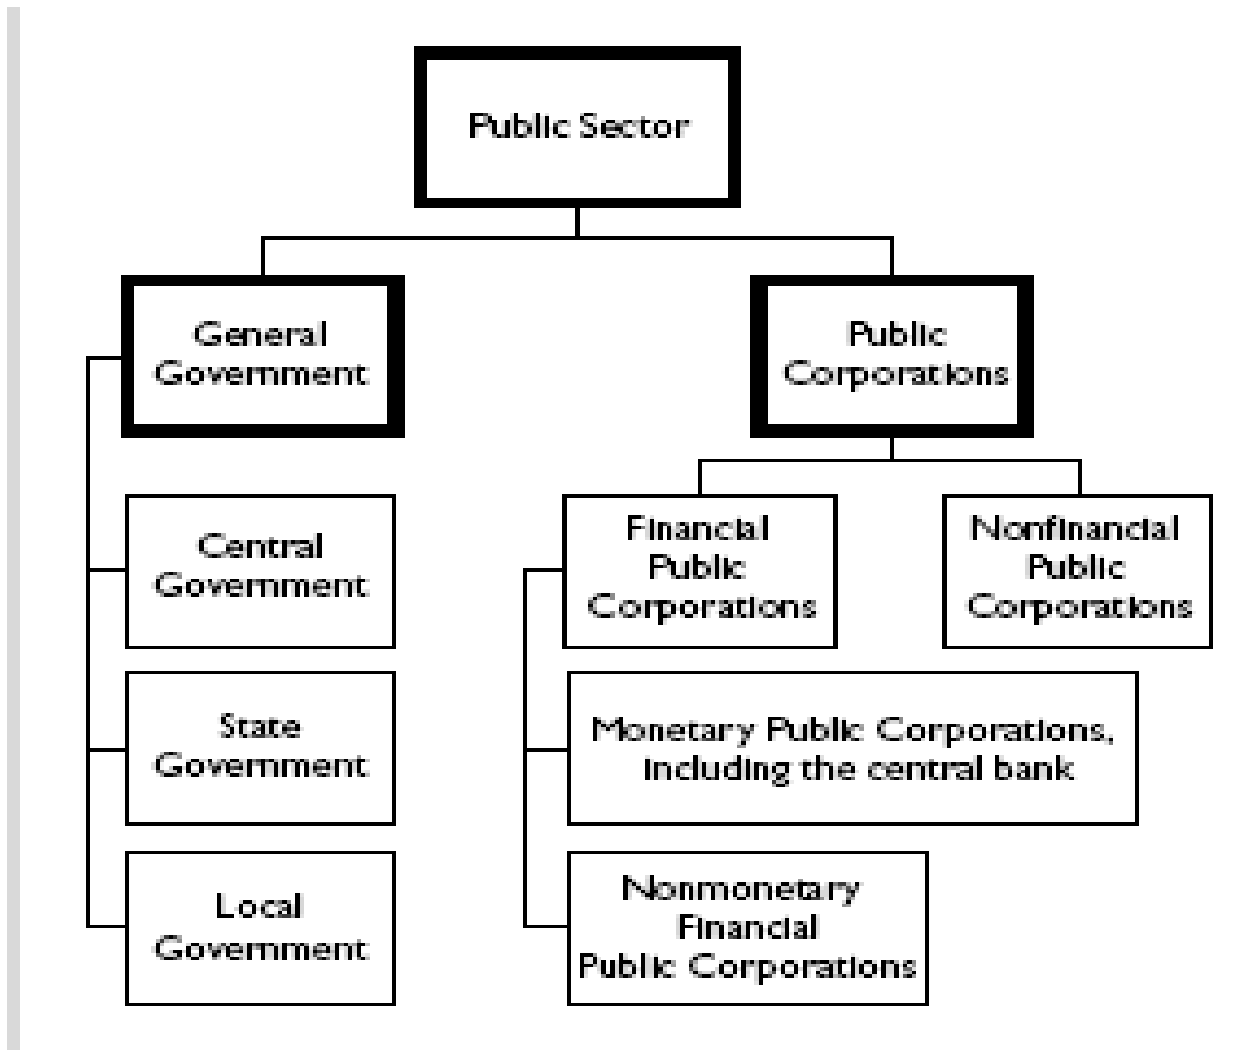 Public Sector
General
Government
Public
Corporations
Central
Government
Financial
Public
Corporations
Nonfinancial
Public
Corporations
State
Government
Monetary Public Corporations,
including the central bank
Local
Government
Nonmonetary
Financial
Public Corporations